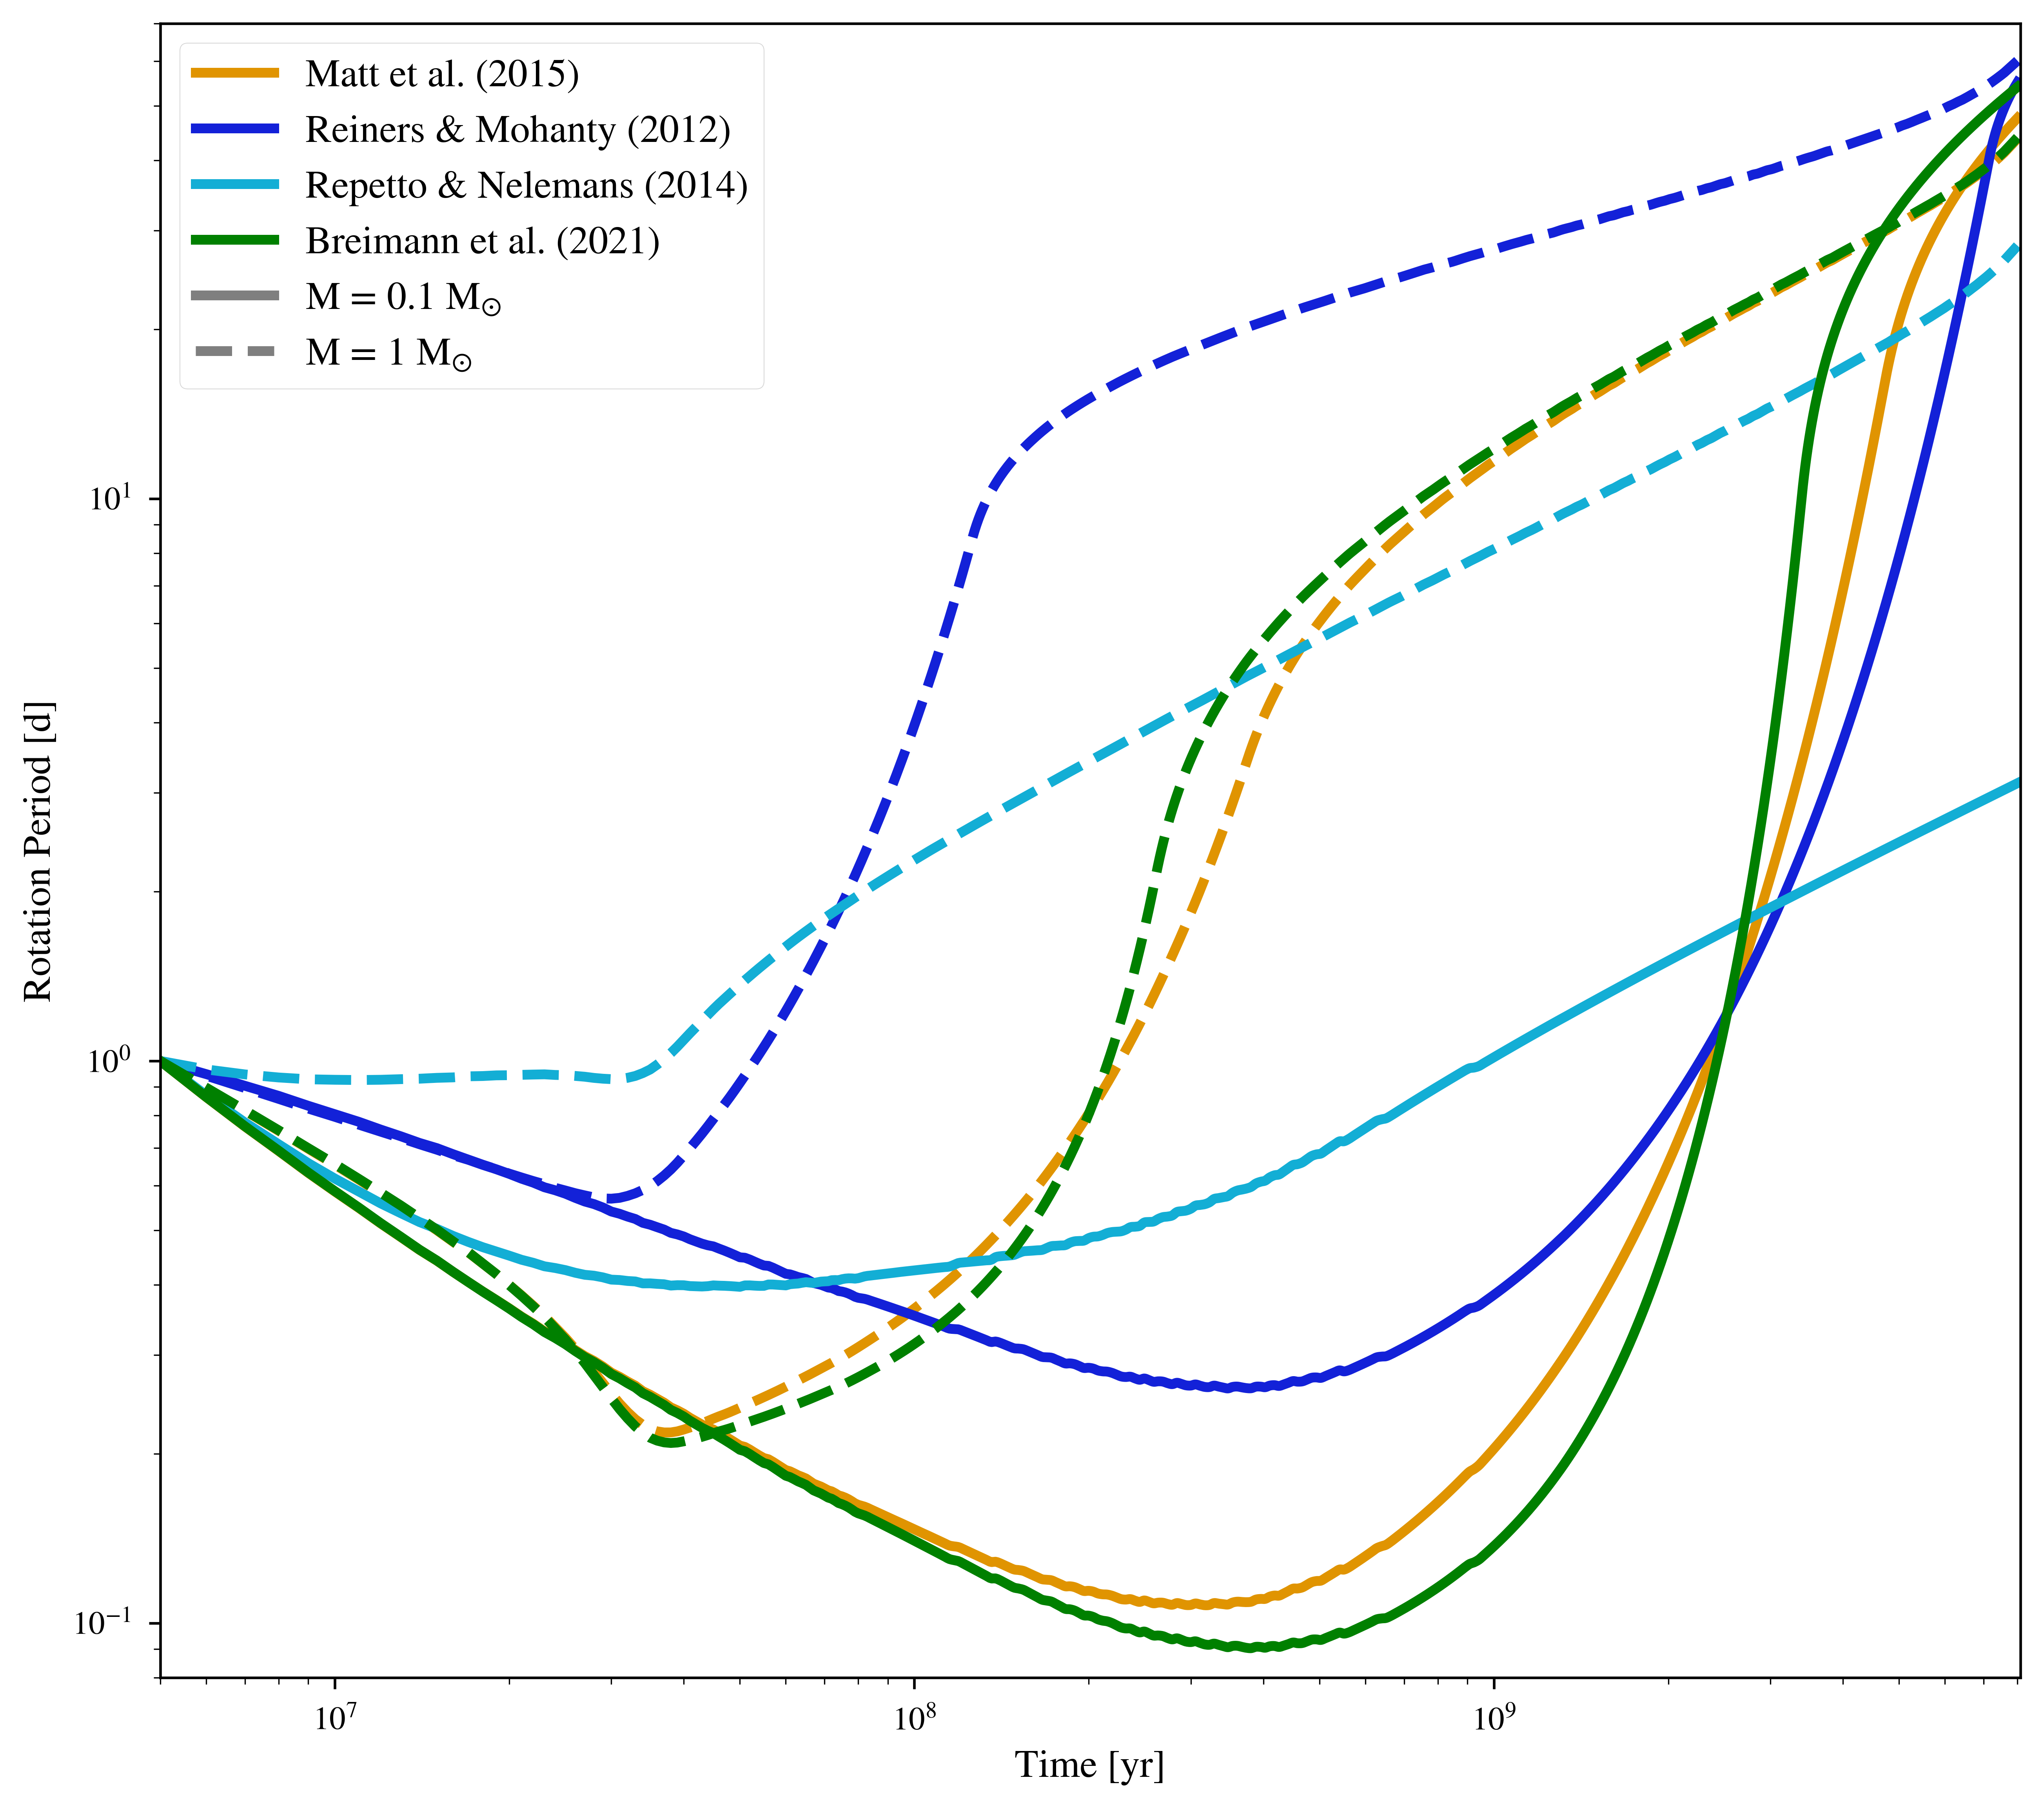 Matt et al. (2015)
Reiners & Mohanty (2012)
Repetto & Nelemans (2014)
Breimann et al. (2021)
M = 0.1 M☉
M = 1 M☉
Rotation Period [d]
10¹
10⁰
10⁻¹
10⁷ 10⁸ 10⁹
Time [yr]